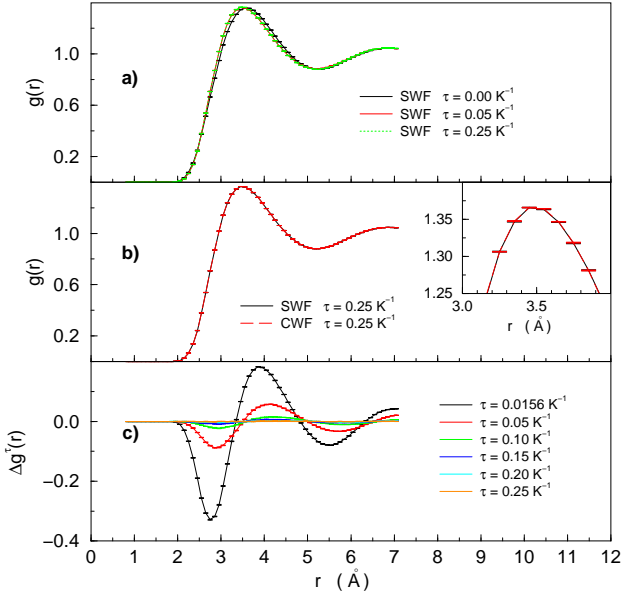 1.0
0.6
0.2
g(r)
a)
SWF τ = 0.00 K⁻¹
SWF τ = 0.05 K⁻¹
SWF τ = 0.25 K⁻¹
1.0
0.6
0.2
g(r)
b)
SWF τ = 0.25 K⁻¹
CWF τ = 0.25 K⁻¹
1.35
1.30
1.25
3.0 3.5
r (Å)
0.0
−0.2
−0.4
Δgᵀ(r)
c)
τ = 0.0156 K⁻¹
τ = 0.05 K⁻¹
τ = 0.10 K⁻¹
τ = 0.15 K⁻¹
τ = 0.20 K⁻¹
τ = 0.25 K⁻¹
0 1 2 3 4 5 6 7 8 9 10 11 12
r (Å)